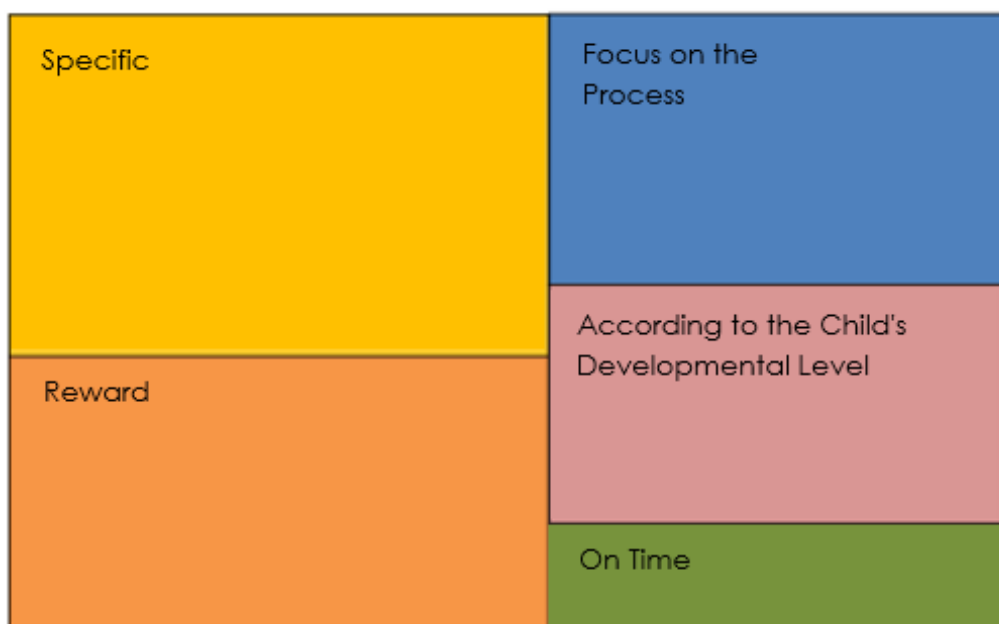 Specific
Focus on the
Process
Reward
According to the Child's
Developmental Level
On Time